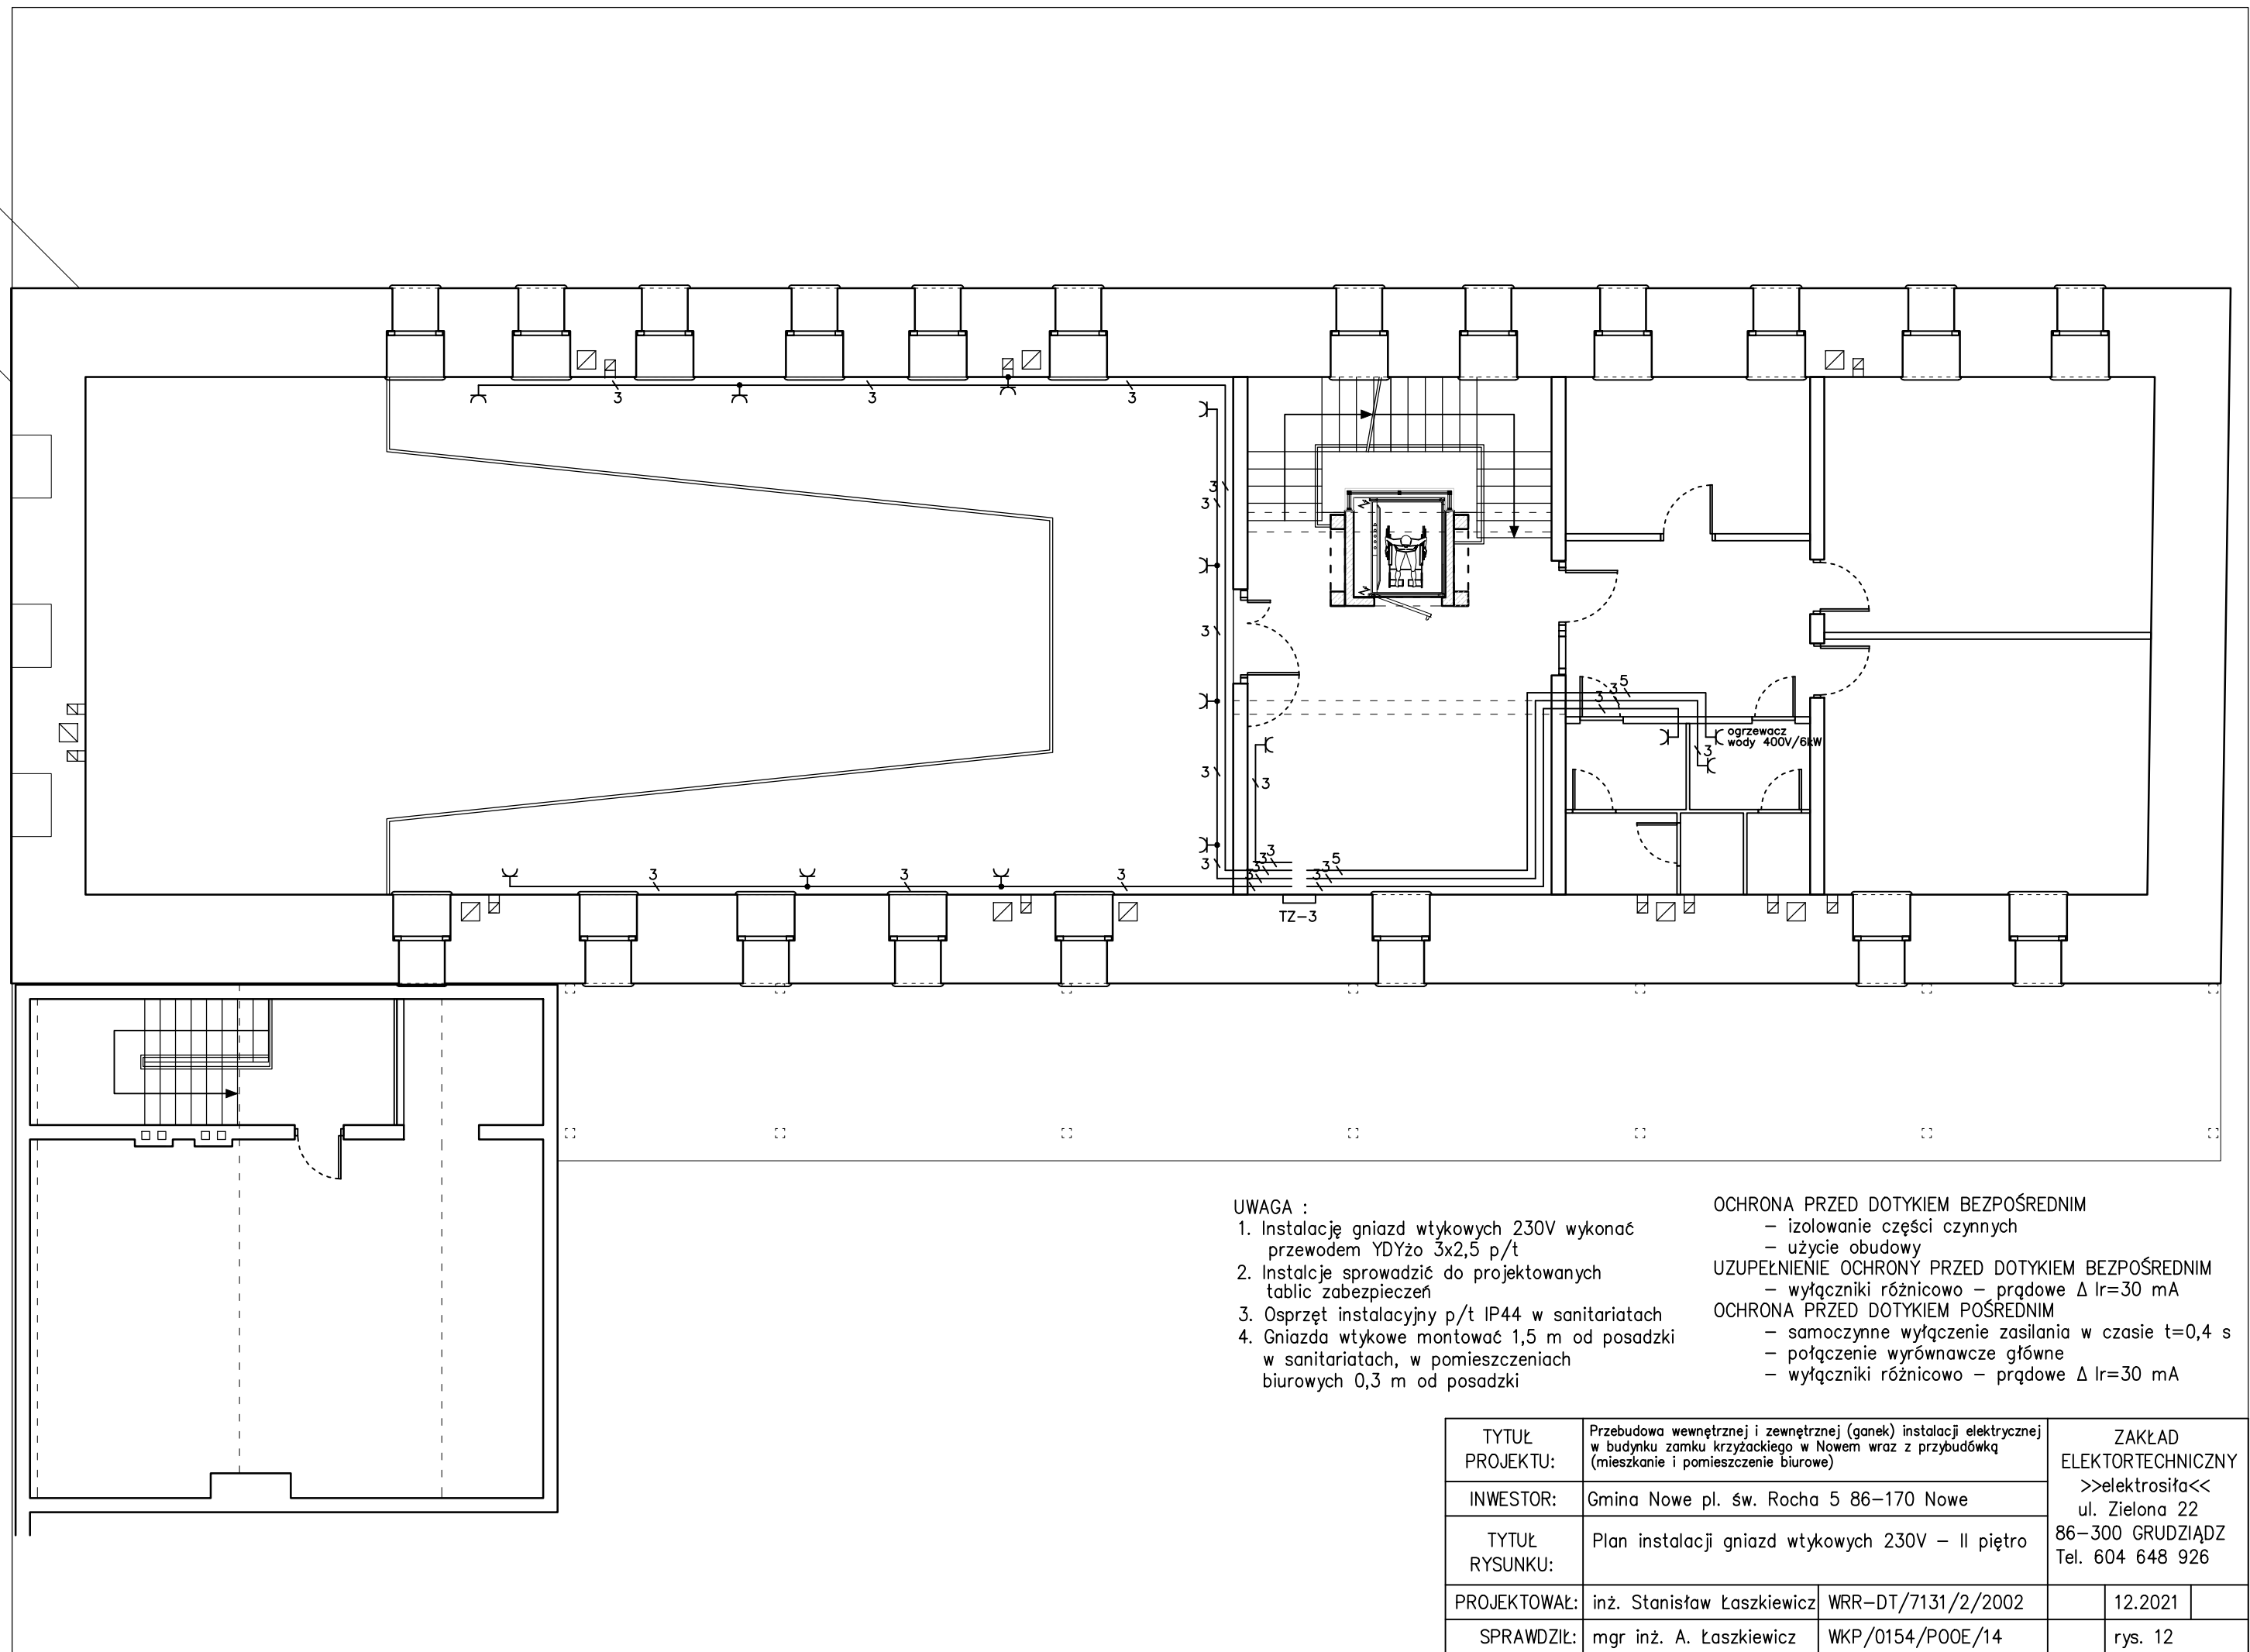 3
3
3
3
3
3
3
3
3
5
3
3
3
ogrzewacz
wody 400V/6kW
3
3
3
3
3
3
3
3
3
3
3
5
3
3
TZ-3
UWAGA :
1. Instalację gniazd wtykowych 230V wykonać
przewodem YDYżo 3x2,5 p/t
2. Instalcje sprowadzić do projektowanych
tablic zabezpieczeń
3. Osprzęt instalacyjny p/t IP44 w sanitariatach
4. Gniazda wtykowe montować 1,5 m od posadzki
w sanitariatach, w pomieszczeniach
biurowych 0,3 m od posadzki
OCHRONA PRZED DOTYKIEM BEZPOŚREDNIM
- izolowanie części czynnych
- użycie obudowy
UZUPEŁNIENIE OCHRONY PRZED DOTYKIEM BEZPOŚREDNIM
- wyłączniki różnicowo - prądowe Δ Ir=30 mA
OCHRONA PRZED DOTYKIEM POŚREDNIM
- samoczynne wyłączenie zasilania w czasie t=0,4 s
- połączenie wyrównawcze główne
- wyłączniki różnicowo - prądowe Δ Ir=30 mA
TYTUŁ
PROJEKTU:
Przebudowa wewnętrznej i zewnętrznej (ganek) instalacji elektrycznej
w budynku zamku krzyżackiego w Nowem wraz z przybudówką
(mieszkanie i pomieszczenie biurowe)
ZAKŁAD
ELEKTORTECHNICZNY
>>elektrosiła<<
ul. Zielona 22
86-300 GRUDZIĄDZ
Tel. 604 648 926
INWESTOR:
Gmina Nowe pl. św. Rocha 5 86-170 Nowe
TYTUŁ
RYSUNKU:
Plan instalacji gniazd wtykowych 230V - II piętro
PROJEKTOWAŁ:
inż. Stanisław Łaszkiewicz
WRR-DT/7131/2/2002
12.2021
SPRAWDZIŁ:
mgr inż. A. Łaszkiewicz
WKP/0154/POOE/14
rys. 12